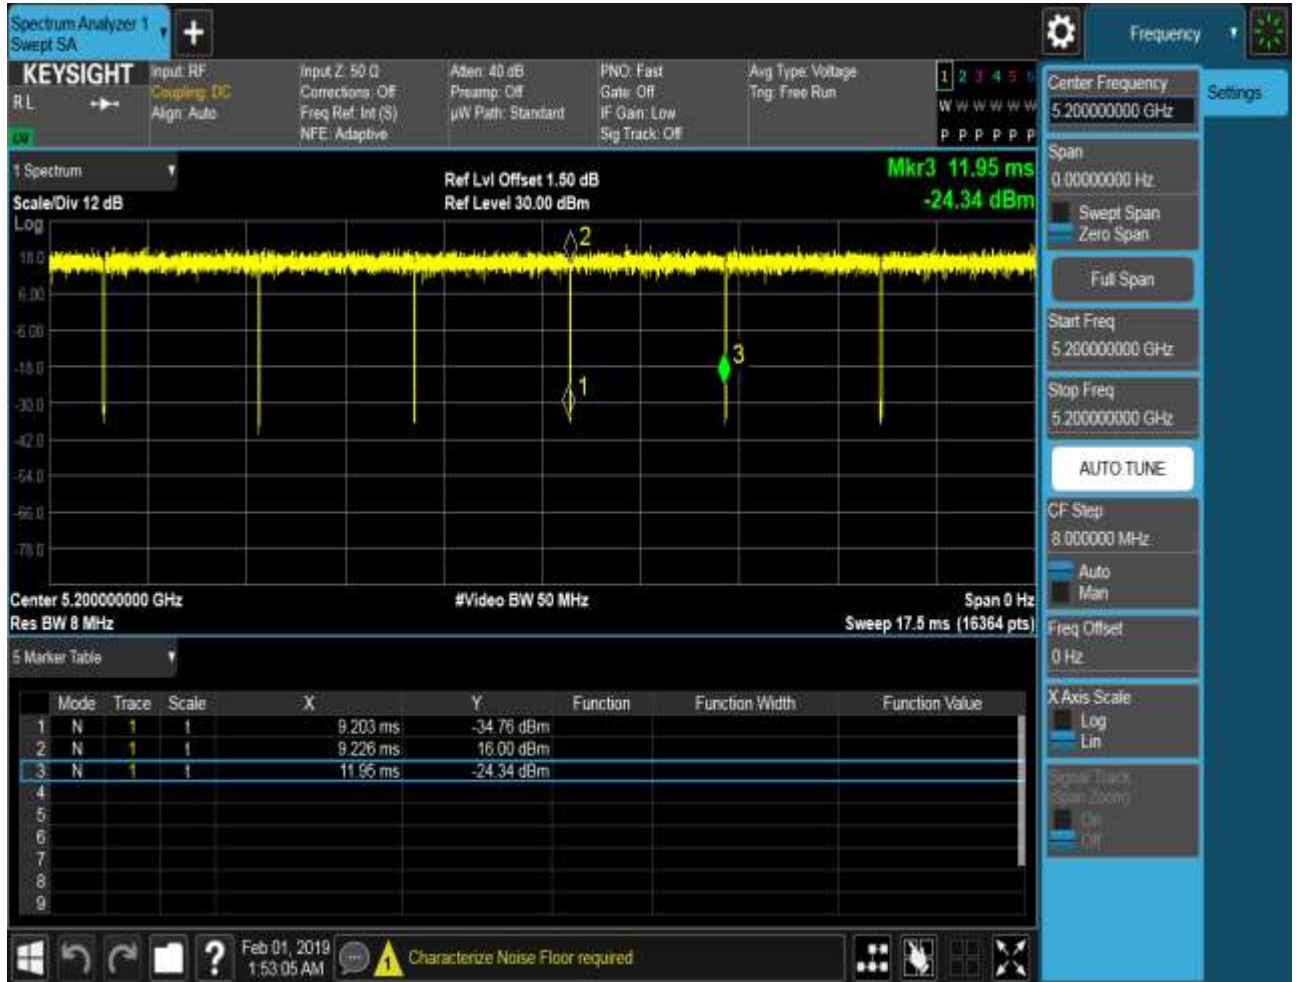 Spectrum Analyzer 1
Swept SA
+
Frequency
KEYSIGHT
R L
Input: RF
Coupling: DC
Align: Auto
Input Z: 50 Ω
Corrections: Off
Freq Ref: Int (S)
NFE: Adaptive
Atten: 40 dB
Preamp: Off
µW Path: Standard
PNO: Fast
Gate: Off
IF Gain: Low
Sig Track: Off
Avg Type: Voltage
Trig: Free Run
1 2 3 4 5 6
W W W W W W
P P P P P P
1 Spectrum
Scale/Div 12 dB
Ref Lvl Offset 1.50 dB
Ref Level 30.00 dBm
Mkr3 11.95 ms
-24.34 dBm
Log
18.0
6.00
-6.00
-18.0
-30.0
-42.0
-54.0
-66.0
-78.0
2
1
3
Center 5.200000000 GHz
#Video BW 50 MHz
Span 0 Hz
Res BW 8 MHz
Sweep 17.5 ms (16364 pts)
5 Marker Table
Mode Trace Scale X Y Function Function Width Function Value
1 N 1 t 9.203 ms -34.76 dBm
2 N 1 t 9.226 ms 16.00 dBm
3 N 1 t 11.95 ms -24.34 dBm
4
5
6
7
8
9
Feb 01, 2019
1:53:05 AM
?
1
Characterize Noise Floor required
Center Frequency
5.200000000 GHz
Settings
Span
0.00000000 Hz
Swept Span
Zero Span
Full Span
Start Freq
5.200000000 GHz
Stop Freq
5.200000000 GHz
AUTO TUNE
CF Step
8.000000 MHz
Auto
Man
Freq Offset
0 Hz
X Axis Scale
Log
Lin
Signal Track
(Span Zoom)
On
Off